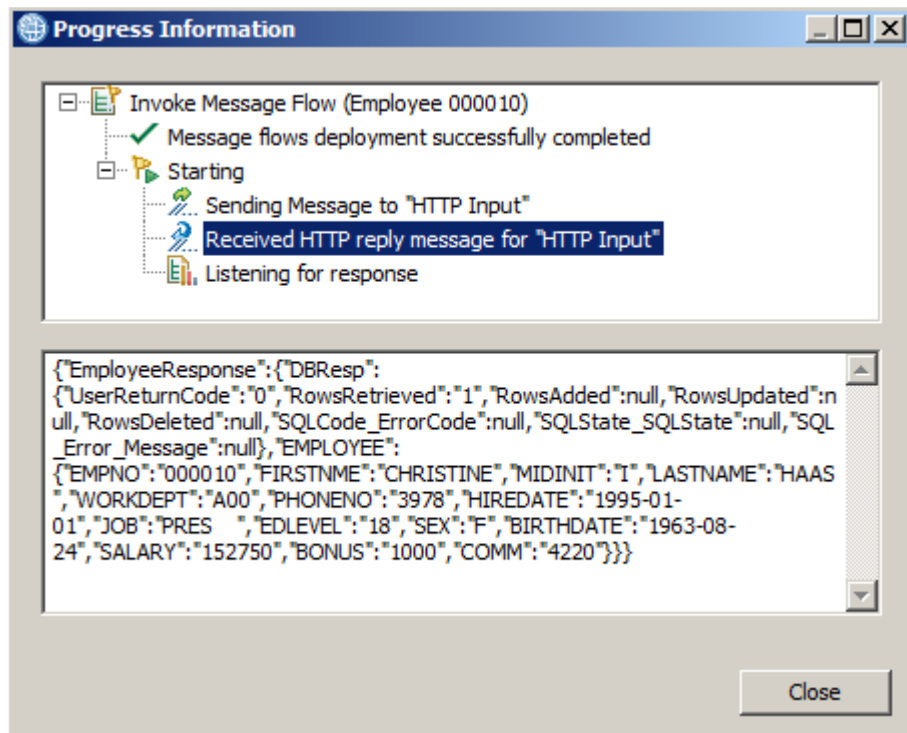 Progress Information
Invoke Message Flow (Employee 000010)
Message flows deployment successfully completed
Starting
Sending Message to "HTTP Input"
Received HTTP reply message for "HTTP Input"
Listening for response
{"EmployeeResponse":{"DBResp":
{"UserReturnCode":"0","RowsRetrieved":"1","RowsAdded":null,"RowsUpdated":n
ull,"RowsDeleted":null,"SQLCode_ErrorCode":null,"SQLState_SQLState":null,"SQL
_Error_Message":null},"EMPLOYEE":
{"EMPNO":"000010","FIRSTNME":"CHRISTINE","MIDINIT":"I","LASTNAME":"HAAS
","WORKDEPT":"A00","PHONENO":"3978","HIREDATE":"1995-01-
01","JOB":"PRES    ","EDLEVEL":"18","SEX":"F","BIRTHDATE":"1963-08-
24","SALARY":"152750","BONUS":"1000","COMM":"4220"}}}
Close